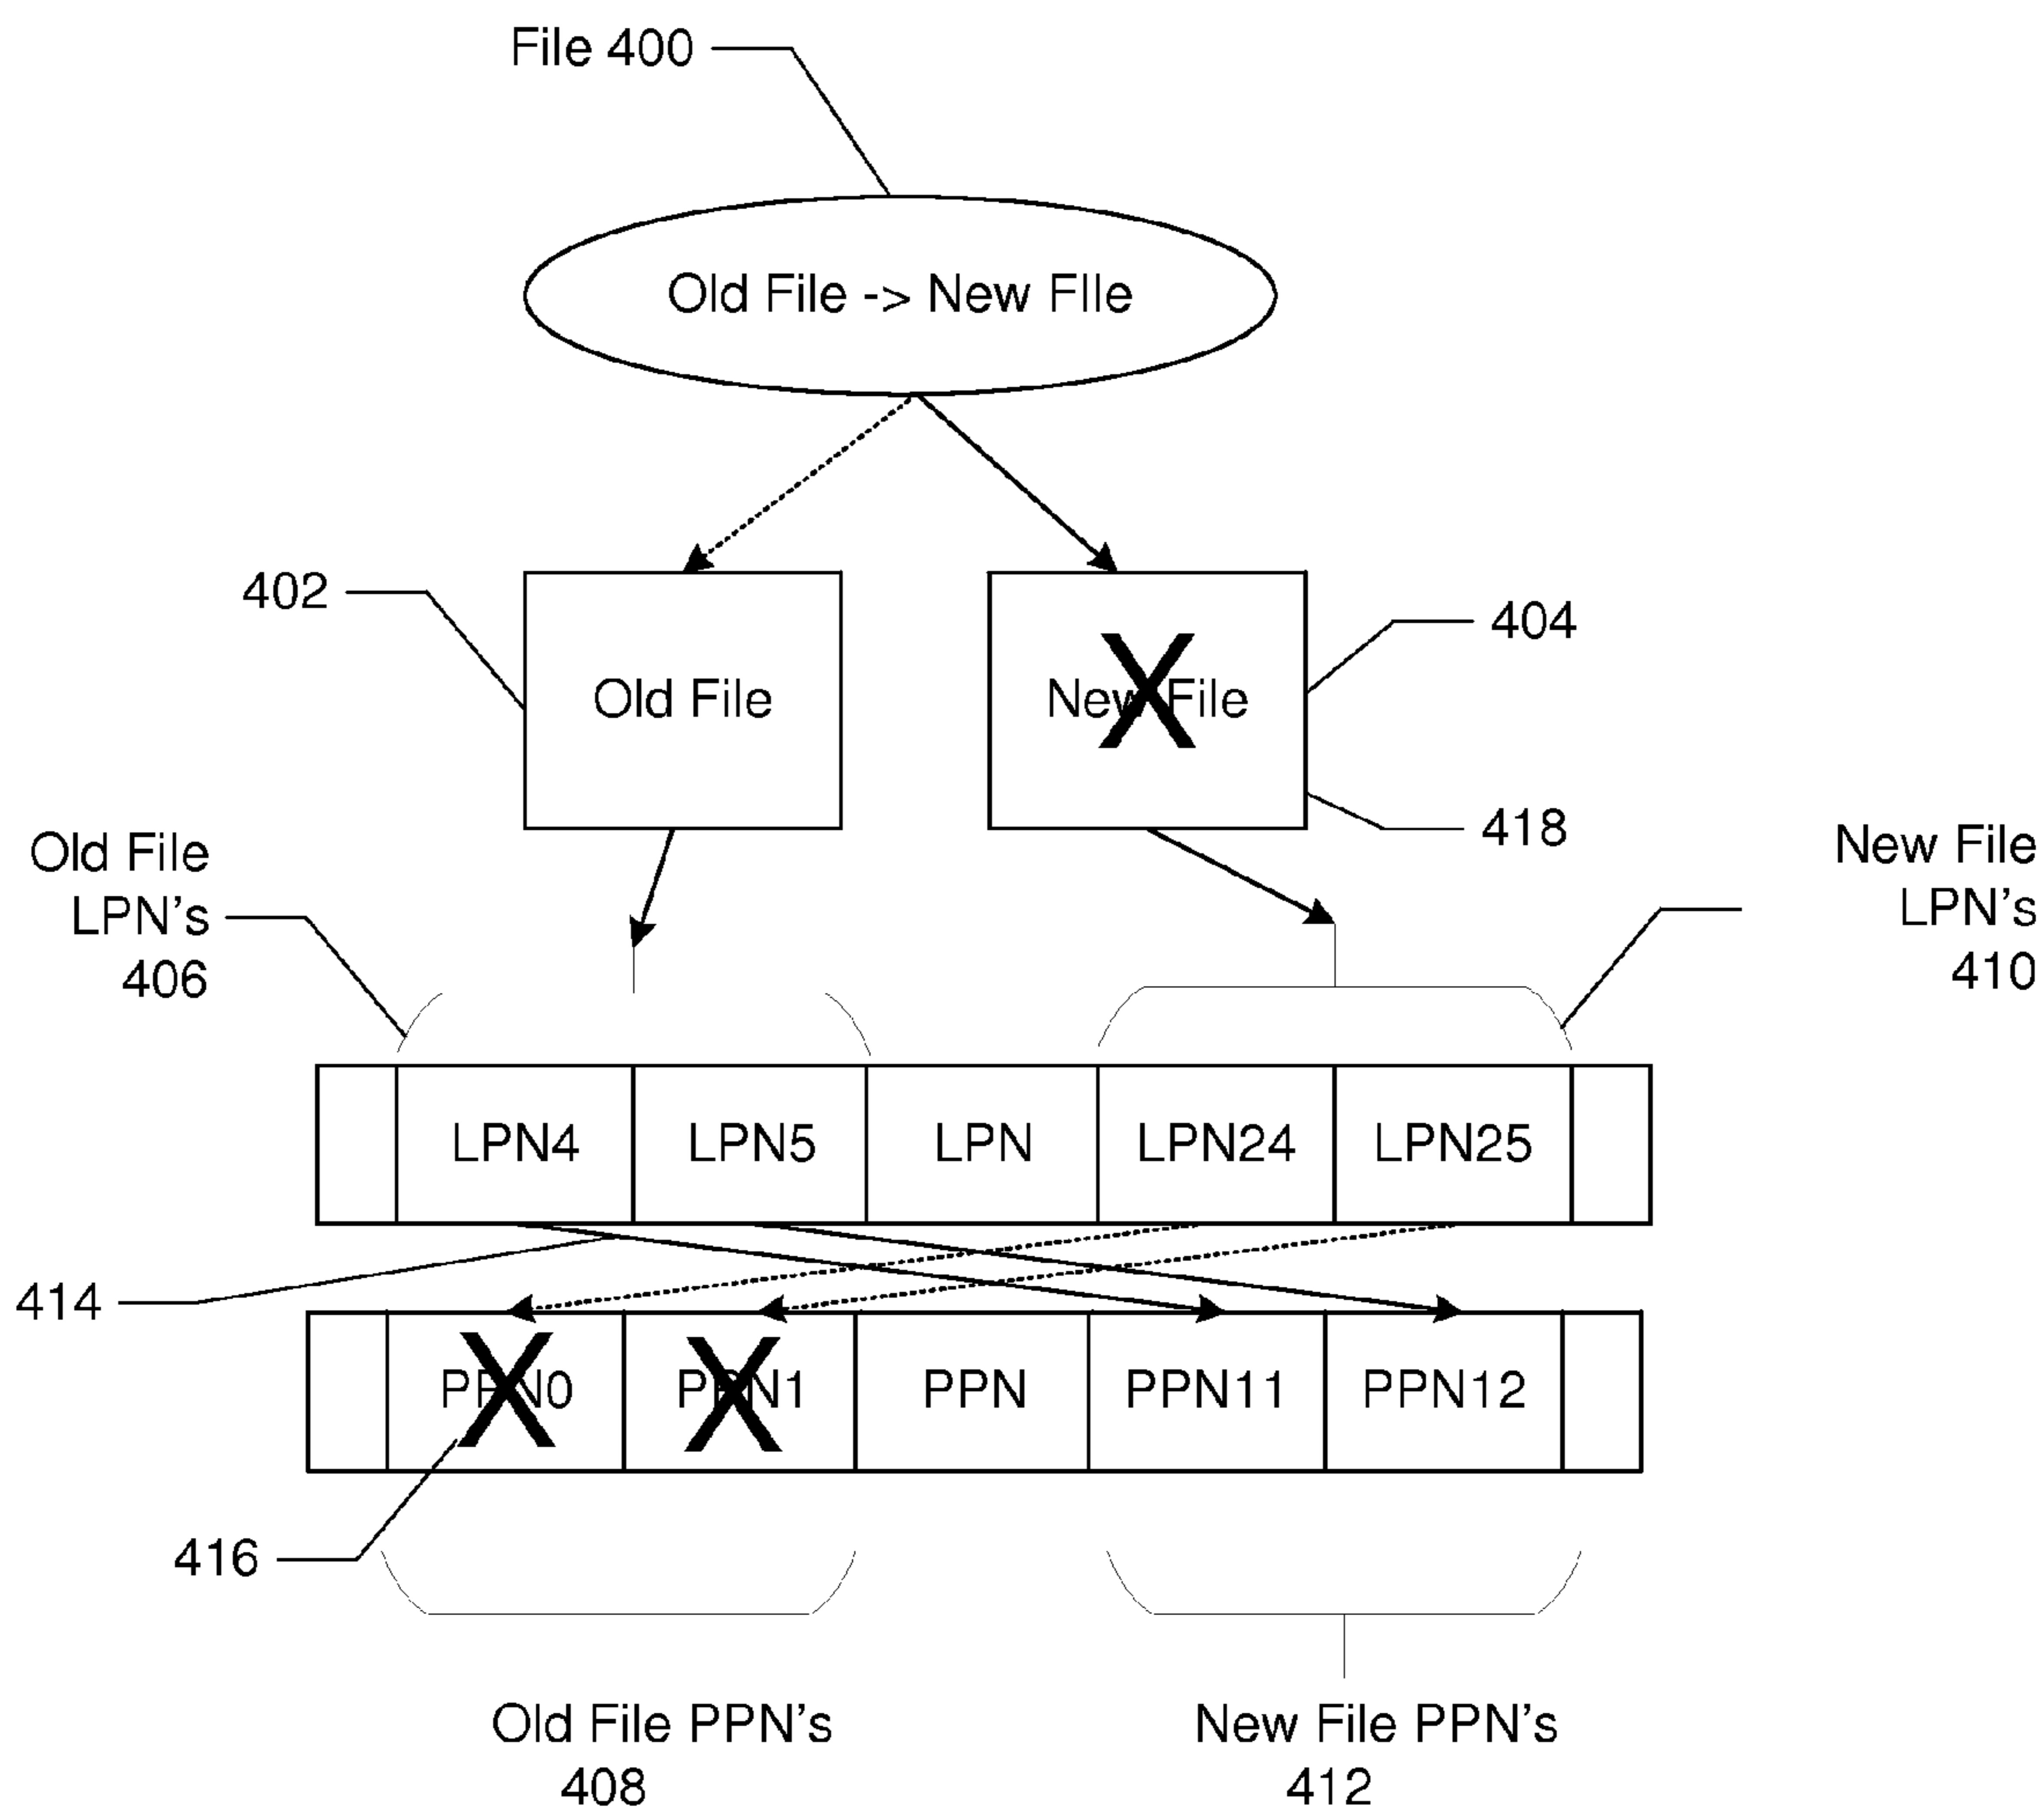 File 400
Old File -> New FIle
402
404
Old File
New File
418
Old File
LPN's
406
New File
LPN's
410
LPN4 LPN5 LPN LPN24 LPN25
414
PPN0 PPN1 PPN PPN11 PPN12
416
Old File PPN's
408
New File PPN's
412